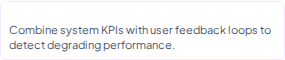 Combine system KPIs with user feedback loops to
detect degrading performance.